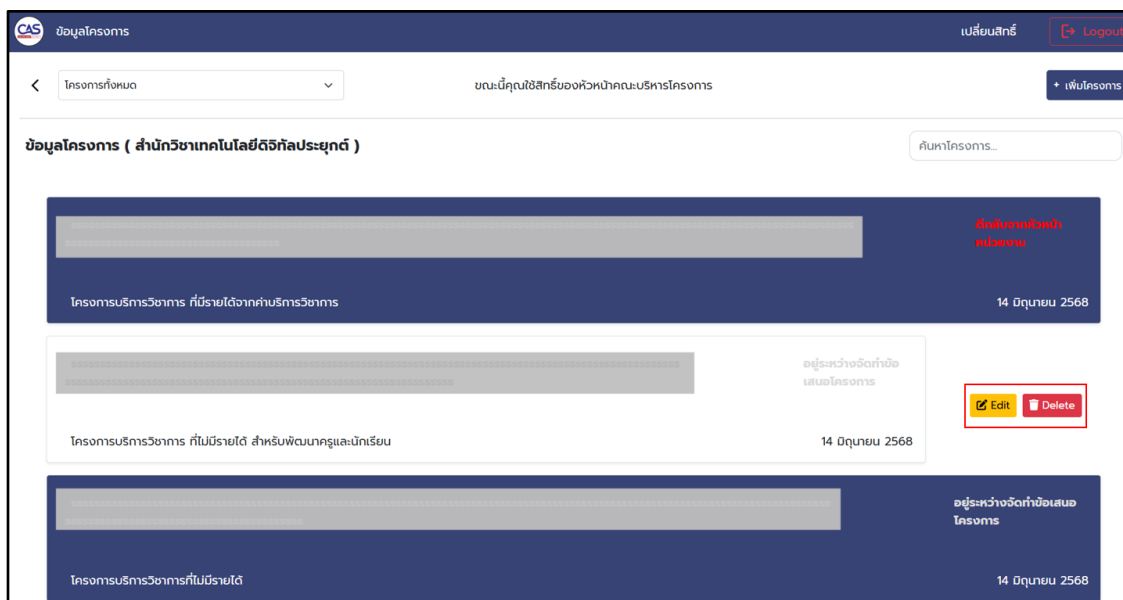 CAS ข้อมูลโครงการ เปลี่ยนสิทธิ์ Logout
โครงการทั้งหมด ขณะนี้คุณใช้สิทธิ์ของหัวหน้าคณะบริหารโครงการ + เพิ่มโครงการ
ข้อมูลโครงการ ( สำนักวิชาเทคโนโลยีดิจิทัลประยุกต์ ) ค้นหาโครงการ...
ตีกลับจากหัวหน้า
หน่วยงาน
โครงการบริการวิชาการ ที่มีรายได้จากค่าบริการวิชาการ 14 มิถุนายน 2568
อยู่ระหว่างจัดทำข้อ
เสนอโครงการ
Edit Delete
โครงการบริการวิชาการ ที่ไม่มีรายได้ สำหรับพัฒนาครูและนักเรียน 14 มิถุนายน 2568
อยู่ระหว่างจัดทำข้อเสนอ
โครงการ
โครงการบริการวิชาการที่ไม่มีรายได้ 14 มิถุนายน 2568